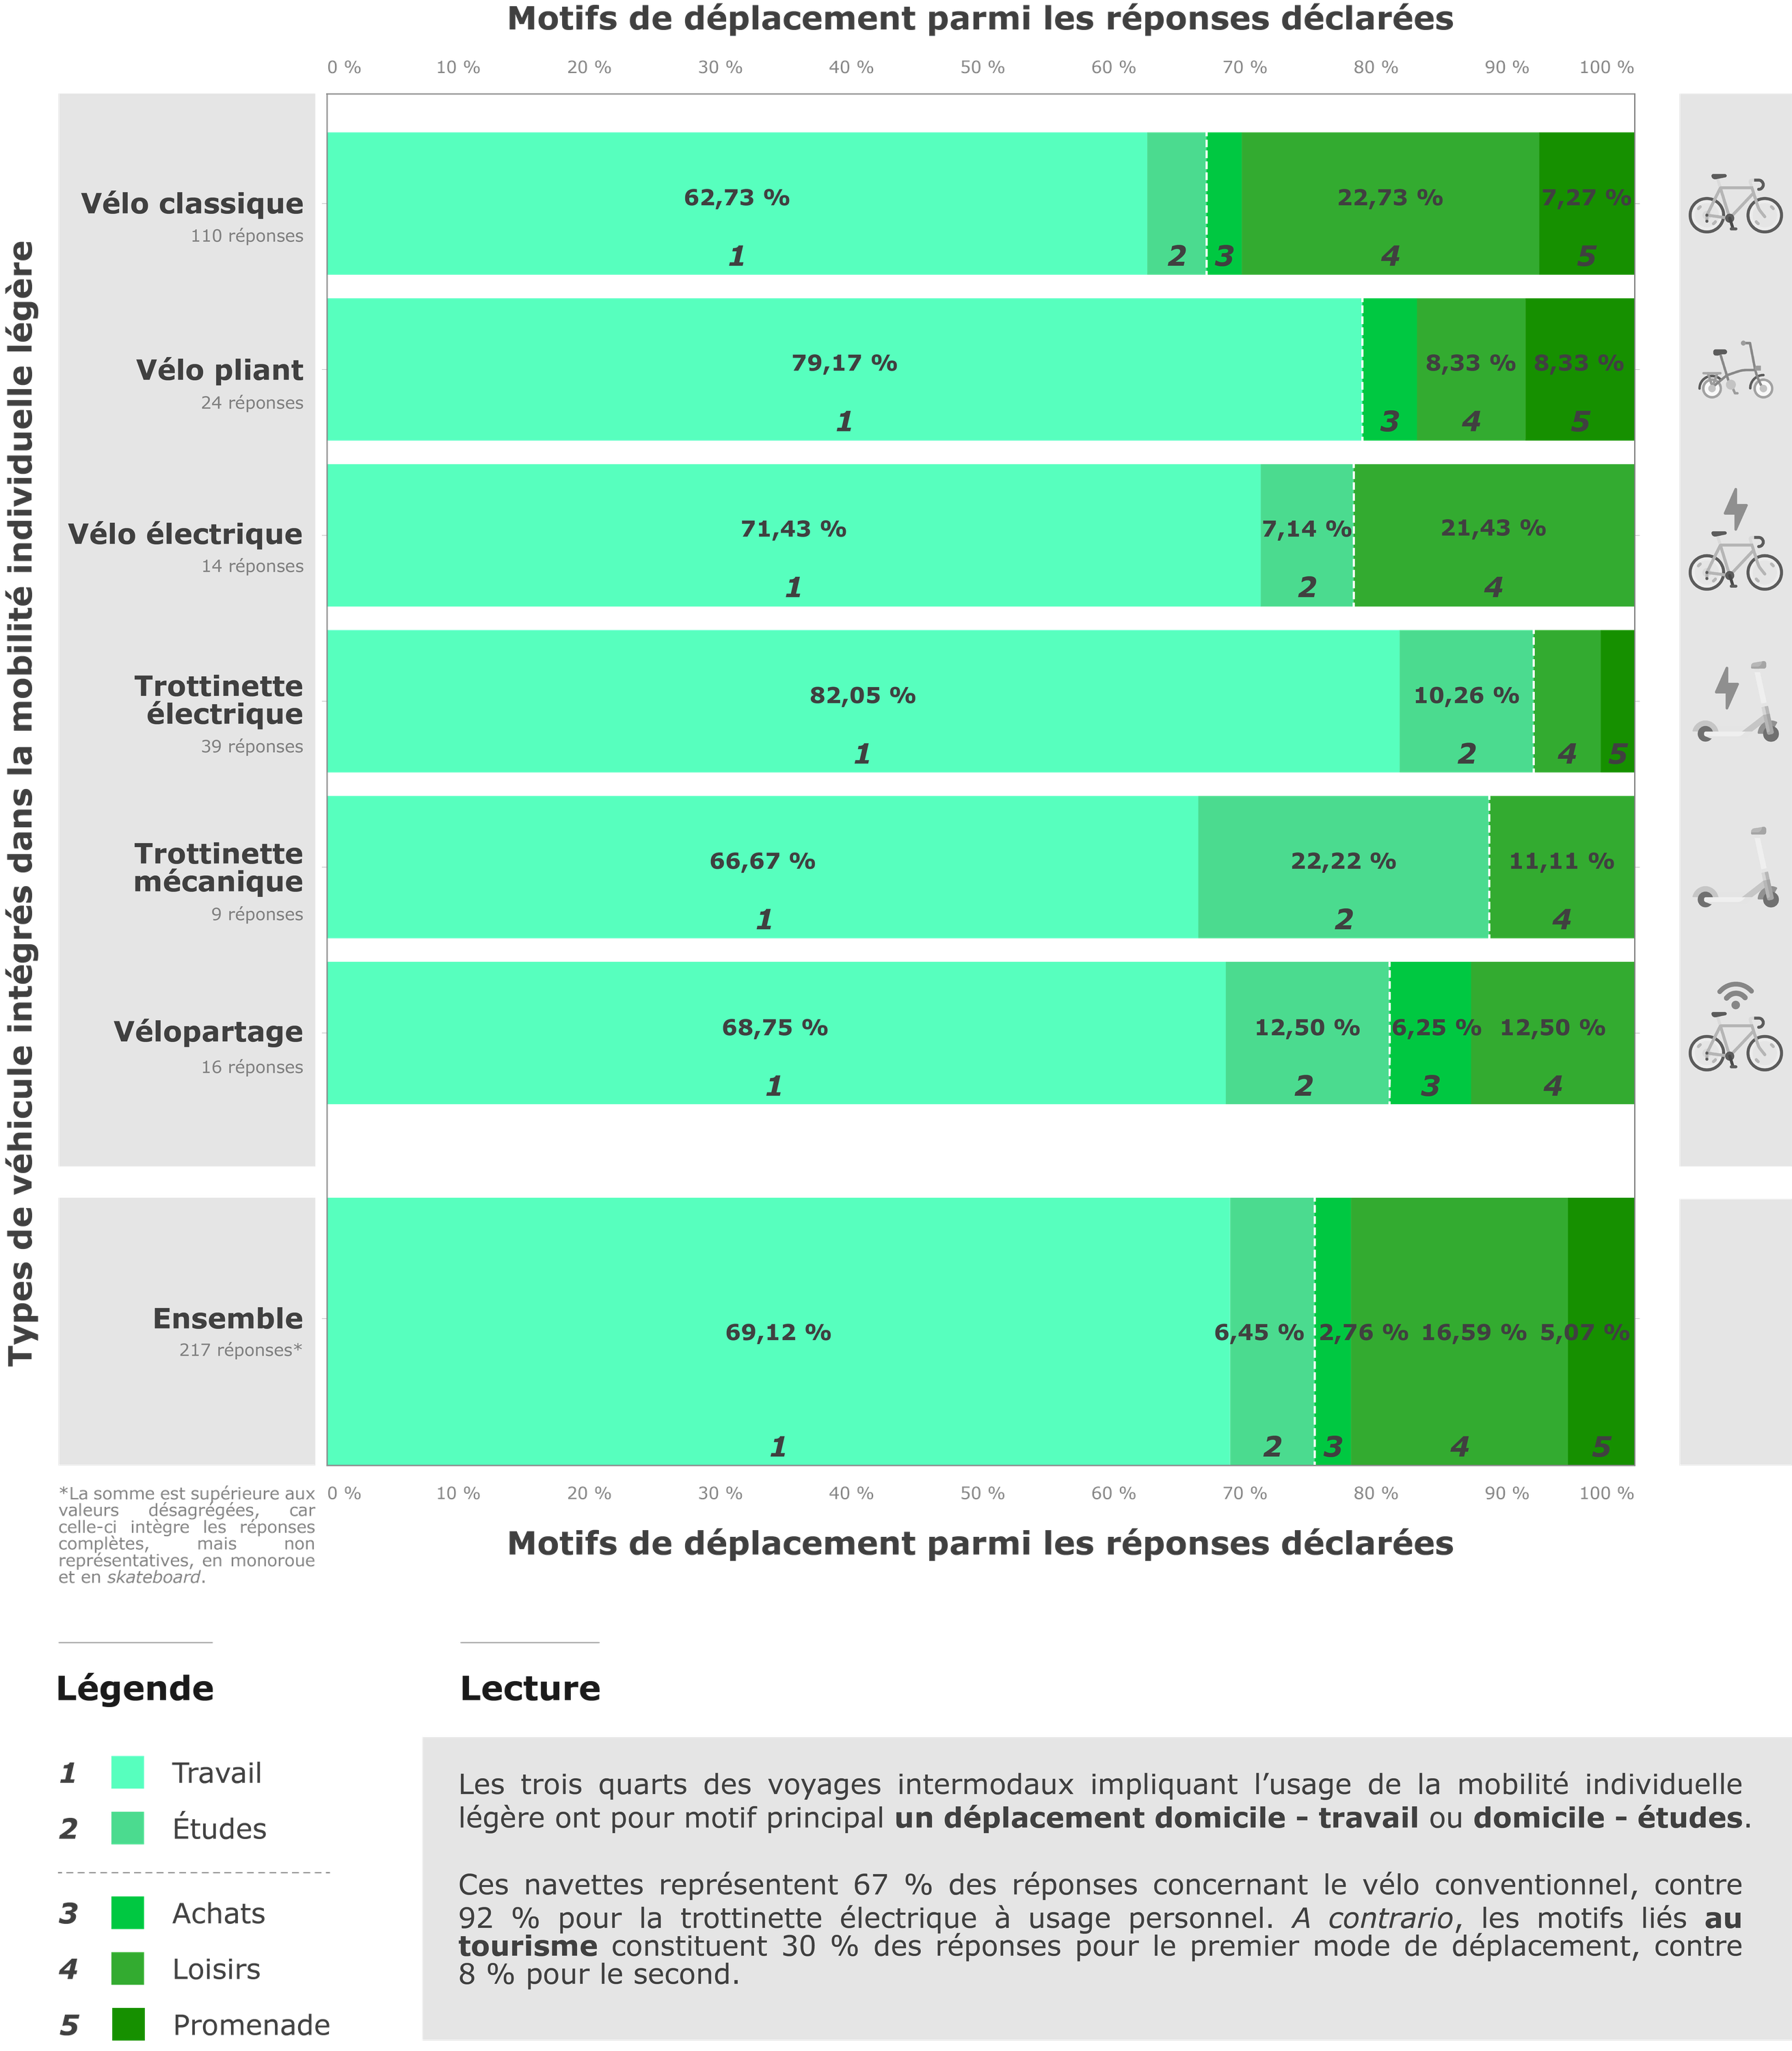 Motifs de déplacement parmi les réponses déclarées
0 % 10 % 20 % 30 % 40 % 50 % 60 % 70 % 80 % 90 % 100 %
Types de véhicule intégrés dans la mobilité individuelle légère
Vélo classique
110 réponses
62,73 % 22,73 % 7,27 %
1 2 3 4 5
Vélo pliant
24 réponses
79,17 % 8,33 % 8,33 %
1 3 4 5
Vélo électrique
14 réponses
71,43 % 7,14 % 21,43 %
1 2 4
Trottinette
électrique
39 réponses
82,05 % 10,26 %
1 2 4 5
Trottinette
mécanique
9 réponses
66,67 % 22,22 % 11,11 %
1 2 4
Vélopartage
16 réponses
68,75 % 12,50 % 6,25 % 12,50 %
1 2 3 4
Ensemble
217 réponses*
69,12 % 6,45 % 2,76 % 16,59 % 5,07 %
1 2 3 4 5
0 % 10 % 20 % 30 % 40 % 50 % 60 % 70 % 80 % 90 % 100 %
Motifs de déplacement parmi les réponses déclarées
*La somme est supérieure aux
valeurs désagrégées, car
celle-ci intègre les réponses
complètes, mais non
représentatives, en monoroue
et en skateboard.
Légende
1 Travail
2 Études
3 Achats
4 Loisirs
5 Promenade
Lecture
Les trois quarts des voyages intermodaux impliquant l’usage de la mobilité individuelle
légère ont pour motif principal un déplacement domicile – travail ou domicile – études.
Ces navettes représentent 67 % des réponses concernant le vélo conventionnel, contre
92 % pour la trottinette électrique à usage personnel. A contrario, les motifs liés au
tourisme constituent 30 % des réponses pour le premier mode de déplacement, contre
8 % pour le second.